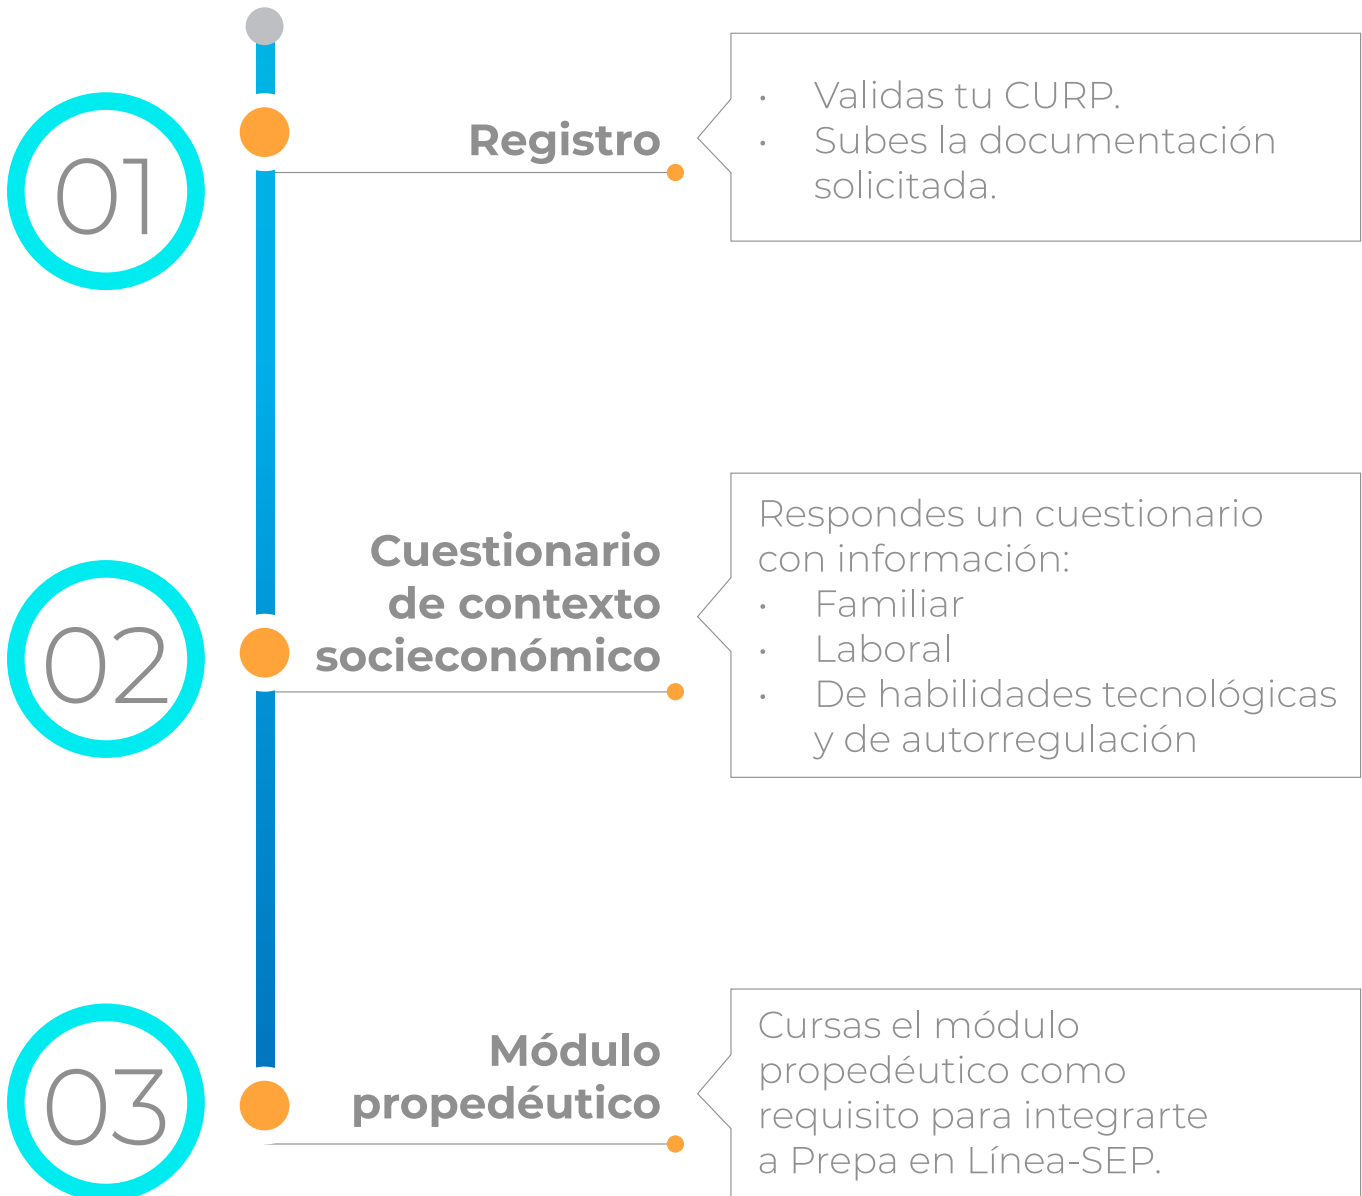 01
Registro
· Validas tu CURP.
· Subes la documentación
solicitada.
02
Cuestionario
de contexto
socieconómico
Respondes un cuestionario
con información:
· Familiar
· Laboral
· De habilidades tecnológicas
y de autorregulación
03
Módulo
propedéutico
Cursas el módulo
propedéutico como
requisito para integrarte
a Prepa en Línea-SEP.